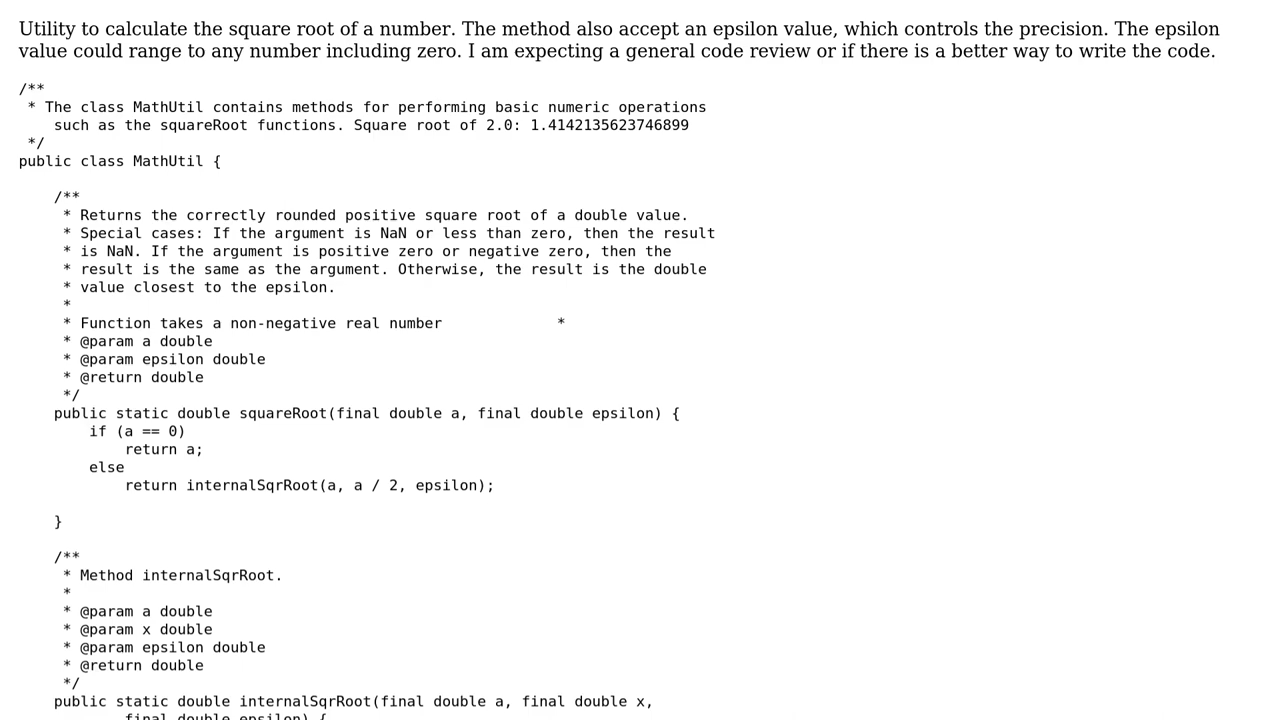 Utility to calculate the square root of a number. The method also accept an epsilon value, which controls the precision. The epsilon
value could range to any number including zero. I am expecting a general code review or if there is a better way to write the code.
/**
 * The class MathUtil contains methods for performing basic numeric operations
    such as the squareRoot functions. Square root of 2.0: 1.4142135623746899
 */
public class MathUtil {
    /**
     * Returns the correctly rounded positive square root of a double value.
     * Special cases: If the argument is NaN or less than zero, then the result
     * is NaN. If the argument is positive zero or negative zero, then the
     * result is the same as the argument. Otherwise, the result is the double
     * value closest to the epsilon.
     *
     * Function takes a non-negative real number             *
     * @param a double
     * @param epsilon double
     * @return double
     */
    public static double squareRoot(final double a, final double epsilon) {
        if (a == 0)
            return a;
        else
            return internalSqrRoot(a, a / 2, epsilon);
    }
    /**
     * Method internalSqrRoot.
     *
     * @param a double
     * @param x double
     * @param epsilon double
     * @return double
     */
    public static double internalSqrRoot(final double a, final double x,
            final double epsilon) {